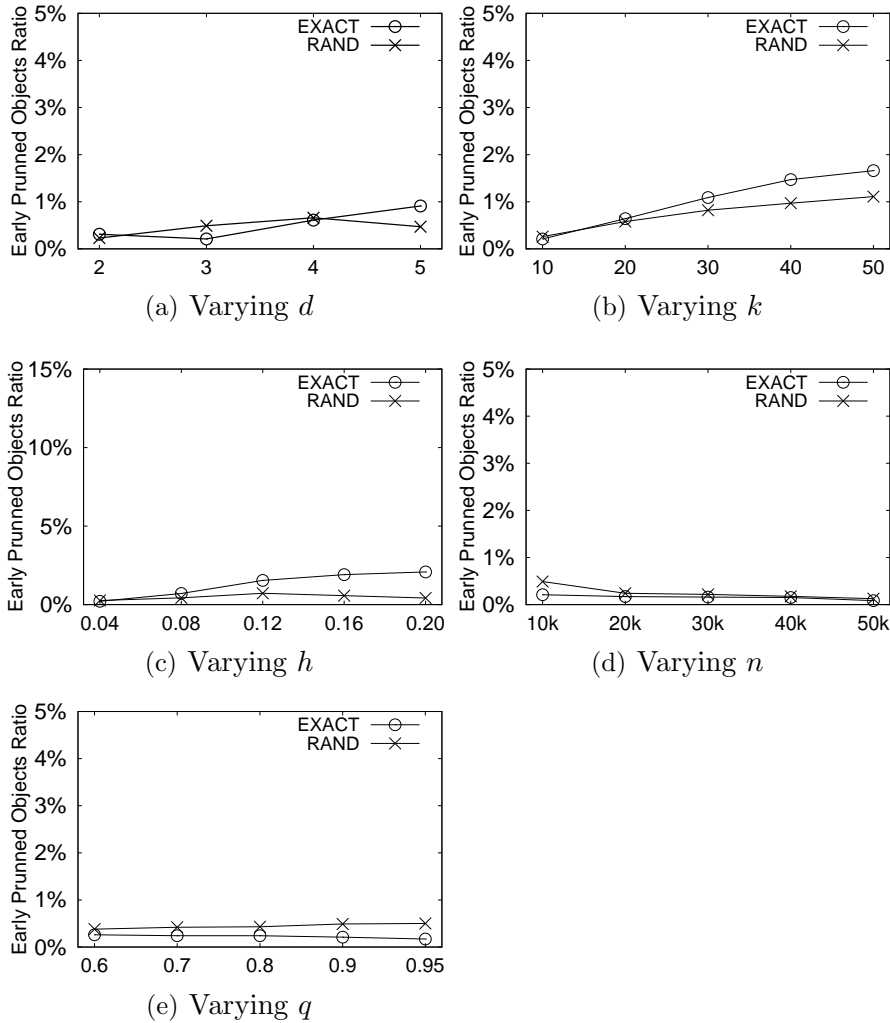 5%
4%
3%
2%
1%
0%
Early Prunned Objects Ratio
EXACT
RAND
2 3 4 5
(a) Varying d
5%
4%
3%
2%
1%
0%
Early Prunned Objects Ratio
EXACT
RAND
10 20 30 40 50
(b) Varying k
15%
10%
5%
0%
Early Prunned Objects Ratio
EXACT
RAND
0.04 0.08 0.12 0.16 0.20
(c) Varying h
5%
4%
3%
2%
1%
0%
Early Prunned Objects Ratio
EXACT
RAND
10k 20k 30k 40k 50k
(d) Varying n
5%
4%
3%
2%
1%
0%
Early Prunned Objects Ratio
EXACT
RAND
0.6 0.7 0.8 0.9 0.95
(e) Varying q